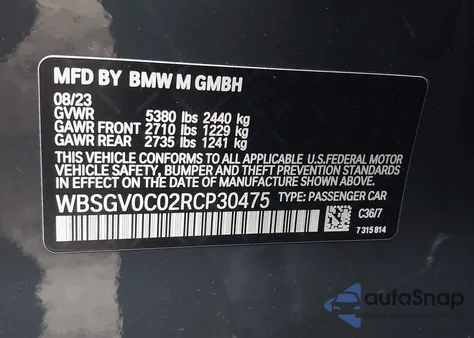 MFD BY BMW M GMBH
08/23
GVWR 5380 lbs 2440 kg
GAWR FRONT 2710 lbs 1229 kg
GAWR REAR 2735 lbs 1241 kg
THIS VEHICLE CONFORMS TO ALL APPLICABLE U.S.FEDERAL MOTOR
VEHICLE SAFETY, BUMPER, AND THEFT PREVENTION STANDARDS
IN EFFECT ON THE DATE OF MANUFACTURE SHOWN ABOVE.
WBSGV0C02RCP30475 TYPE: PASSENGER CAR
C36/7
7 315 814
autoSnap